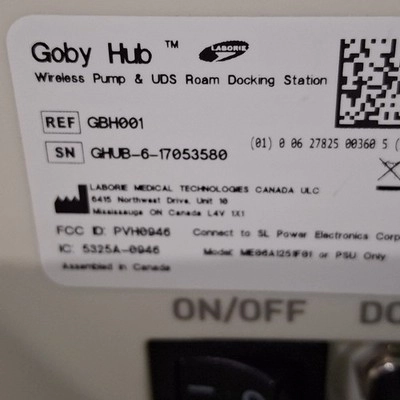 Goby Hub ™ LABORIE
Wireless Pump & UDS Roam Docking Station
REF GBH001
SN GHUB-6-17053580
(01) 0 06 27825 00360 5 (
LABORIE MEDICAL TECHNOLOGIES CANADA ULC
6415 Northwest Drive, Unit 10
Mississauga ON Canada L4V 1X1
FCC ID: PVH0946 Connect to SL Power Electronics Corp
IC: 5325A-0946 Model: or PSU Only
Assembled in Canada
ON/OFF DC